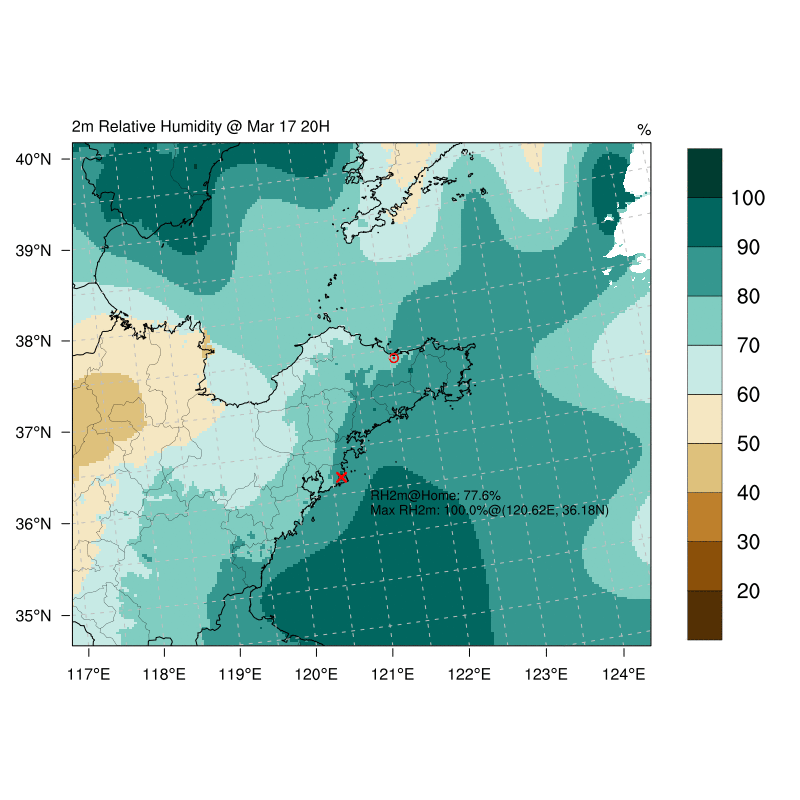 2m Relative Humidity @ Mar 17 20H
%
40°N
39°N
38°N
37°N
36°N
35°N
117°E
118°E
119°E
120°E
121°E
122°E
123°E
124°E
RH2m@Home: 77.6%
Max RH2m: 100.0%@(120.62E, 36.18N)
100
90
80
70
60
50
40
30
20